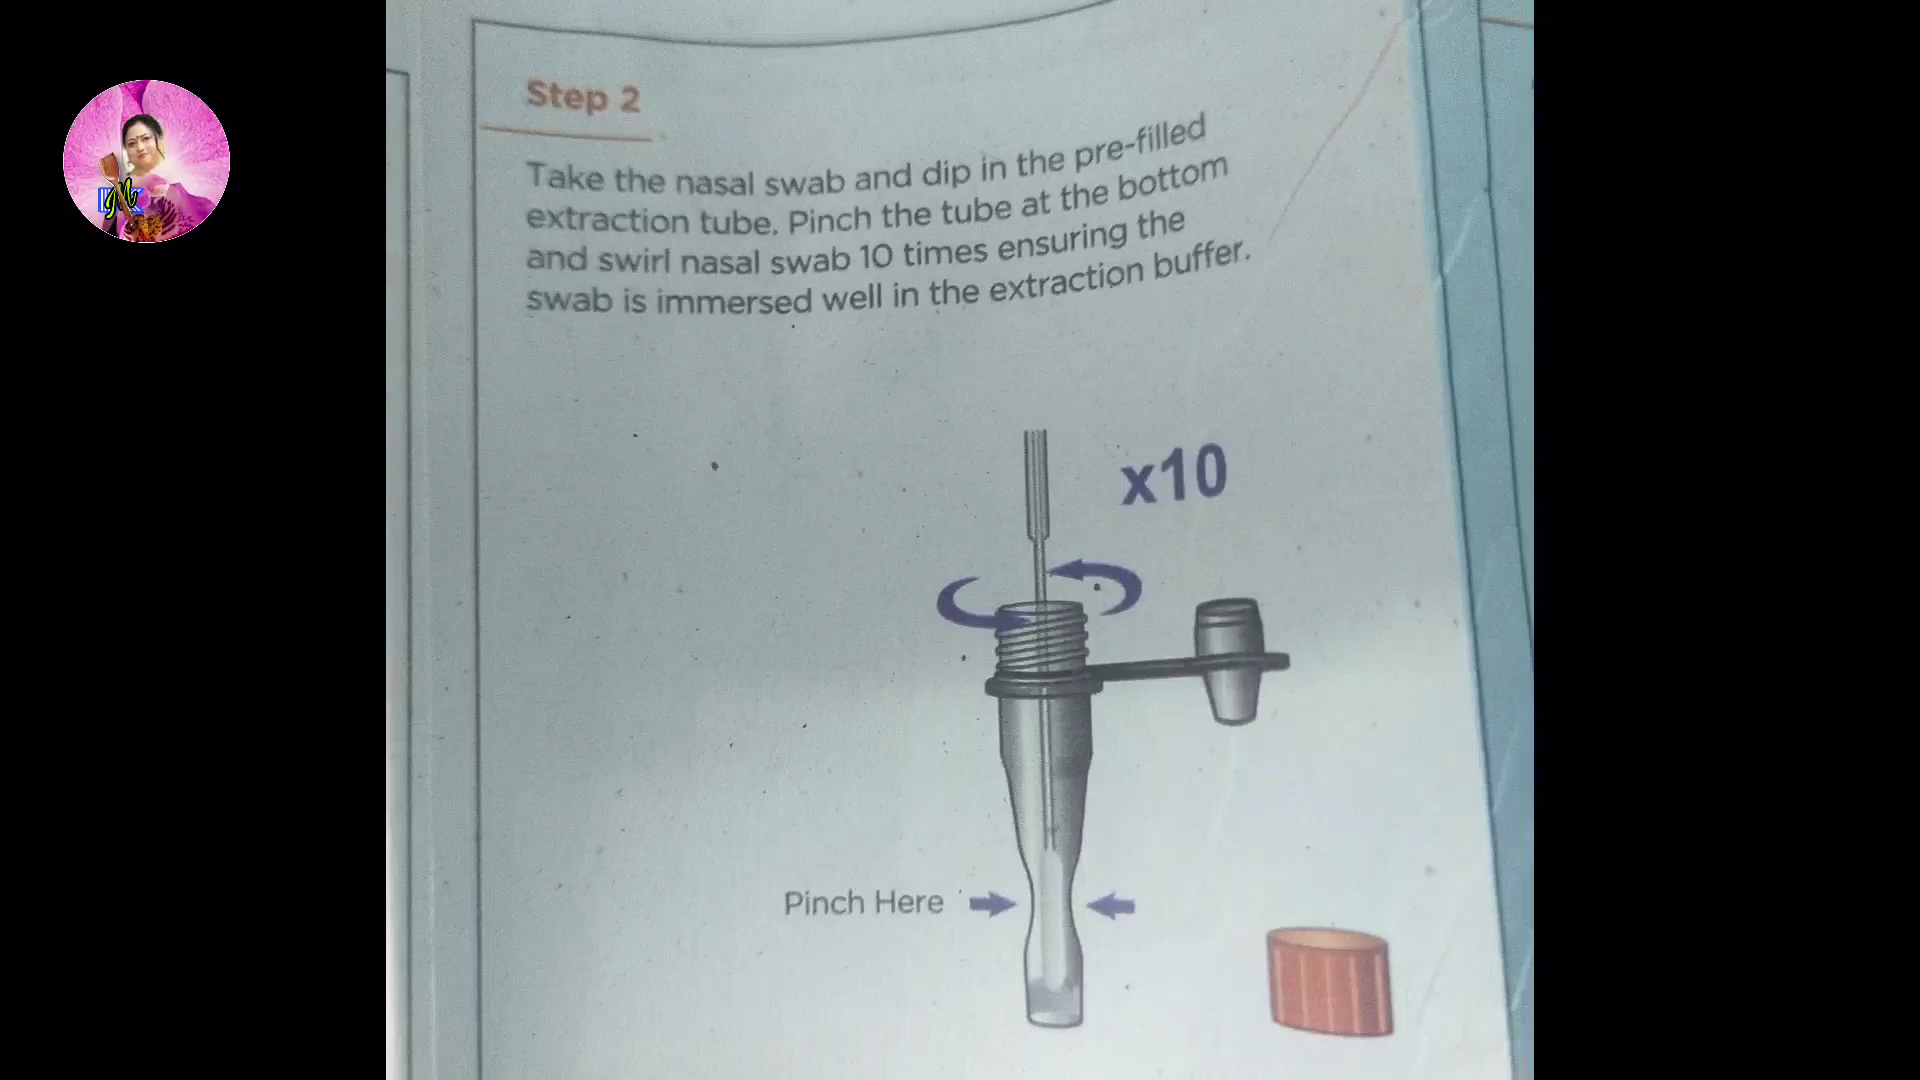 Step 2
Take the nasal swab and dip in the pre-filled
extraction tube. Pinch the tube at the bottom
and swirl nasal swab 10 times ensuring the
swab is immersed well in the extraction buffer.
x10
Pinch Here